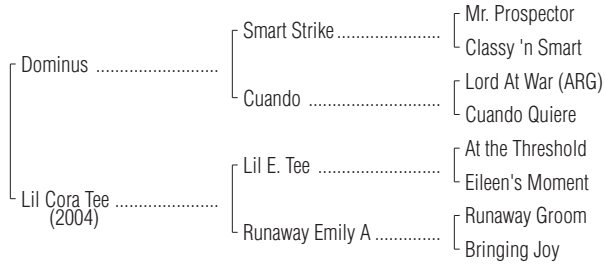 Mr. Prospector
Smart Strike ....................
Classy 'n Smart
Dominus ........................
Lord At War (ARG)
Cuando ........................
Cuando Quiere
At the Threshold
Lil E. Tee .....................
Eileen's Moment
Lil Cora Tee ....................
(2004)
Runaway Groom
Runaway Emily A ...............
Bringing Joy